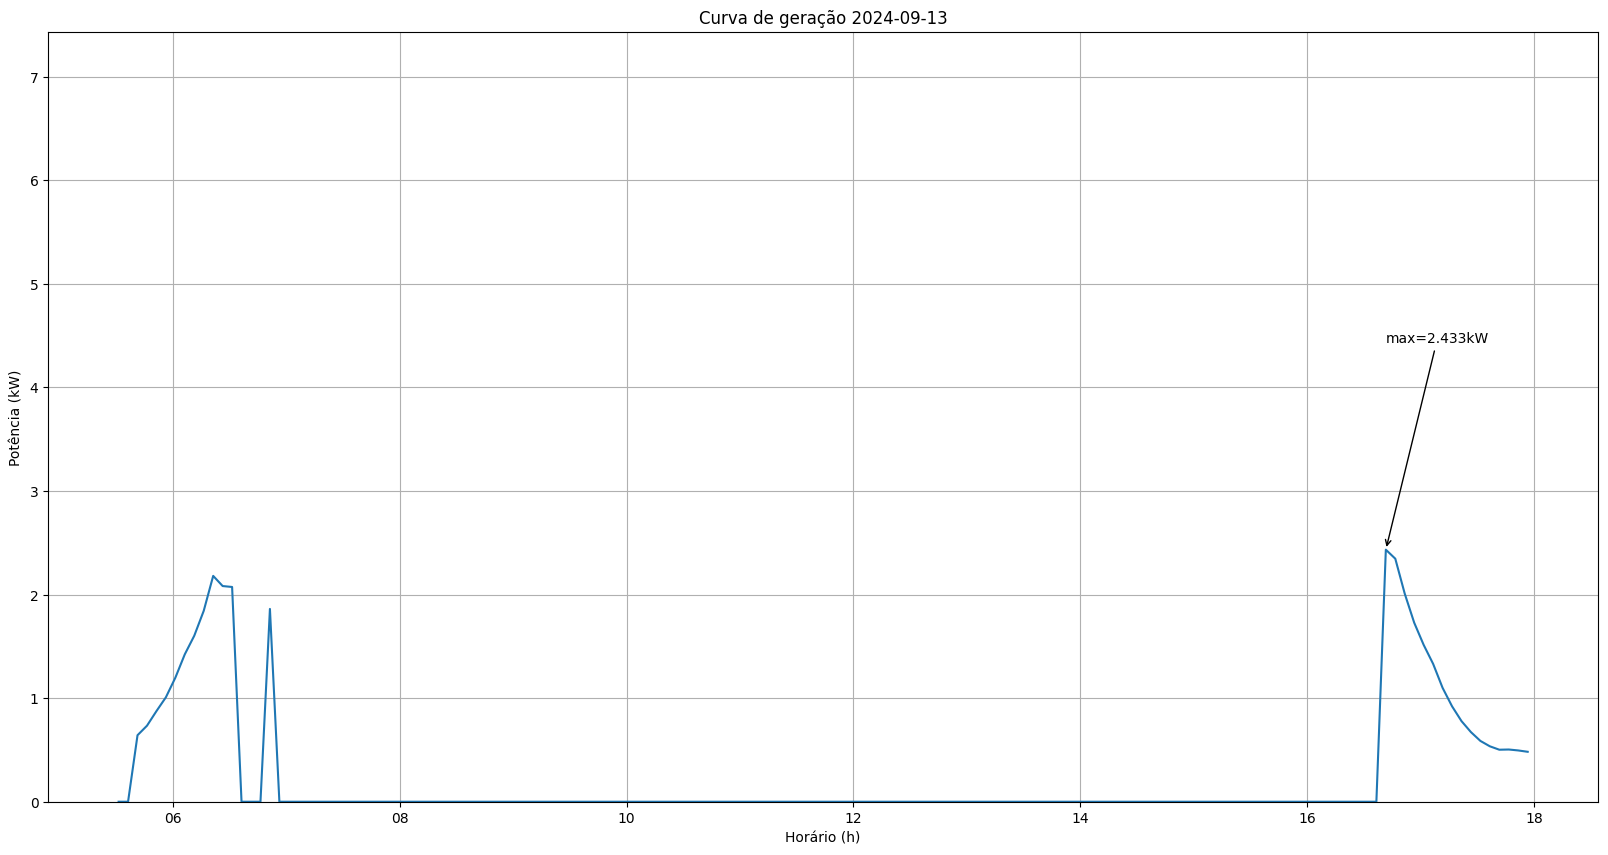 Curva de geração 2024-09-13
7
6
5
4
3
2
1
0
Potência (kW)
max=2.433kW
06 08 10 12 14 16 18
Horário (h)